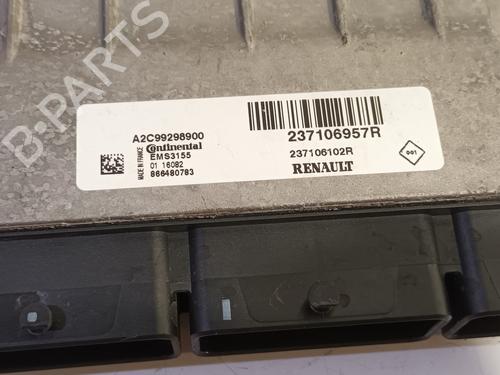 A2C99298900
Continental
EMS3155
01 16082
866480783
MADE IN FRANCE
237106957R
237106102R
RENAULT
001
B-PARTS